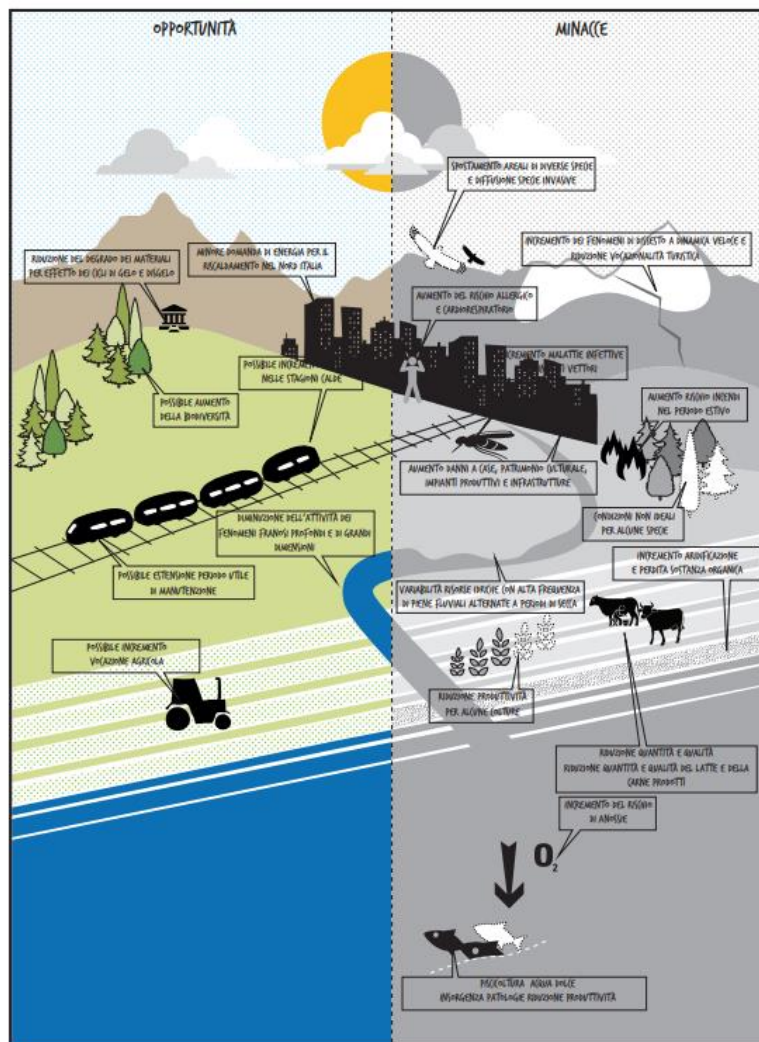 OPPORTUNITÀ
MINACCE
SPOSTAMENTO AREALI DI DIVERSE SPECIE
E DIFFUSIONE SPECIE INVASIVE
RIDUZIONE DEL DEGRADO DEI MATERIALI
PER EFFETTO DEI CICLI DI GELO E DISGELO
MINORE DOMANDA DI ENERGIA PER IL
RISCALDAMENTO NEL NORD ITALIA
INCREMENTO DEI FENOMENI DI DISSESTO A DINAMICA VELOCE E
RIDUZIONE VOCAZIONALITÀ TURISTICA
AUMENTO DEL RISCHIO ALLERGICO
E CARDIORESPIRATORIO
POSSIBILE
NELLE STAGIONI CALDE
MALATTIE INFETTIVE
VETTORI
POSSIBILE AUMENTO
DELLA BIODIVERSITÀ
AUMENTO RISCHIO INCENDI
NEL PERIODO ESTIVO
AUMENTO DANNI A CASE, PATRIMONIO CULTURALE,
IMPIANTI PRODUTTIVI E INFRASTRUTTURE
CONDIZIONI NON IDEALI
PER ALCUNE SPECIE
DIMINUZIONE DELL'ATTIVITÀ DEI
FENOMENI FRANOSI PROFONDI E DI GRANDI
DIMENSIONI
POSSIBILE ESTENSIONE PERIODO UTILE
DI MANUTENZIONE
INCREMENTO ARIDIFICAZIONE
E PERDITA SOSTANZA ORGANICA
VARIABILITÀ RISORSE IDRICHE CON ALTA FREQUENZA
DI PIENE FLUVIALI ALTERNATE A PERIODI DI SECCA
POSSIBILE INCREMENTO
VOCAZIONE AGRICOLA
RIDUZIONE PRODUTTIVITÀ
PER ALCUNE COLTURE
RIDUZIONE QUANTITÀ E QUALITÀ
RIDUZIONE QUANTITÀ E QUALITÀ DEL LATTE E DELLA
CARNE PRODOTTI
INCREMENTO DEL RISCHIO
DI ANOSSIE
O2
PISCICOLTURA ACQUA DOLCE
INSORGENZA PATOLOGIE RIDUZIONE PRODUTTIVITÀ